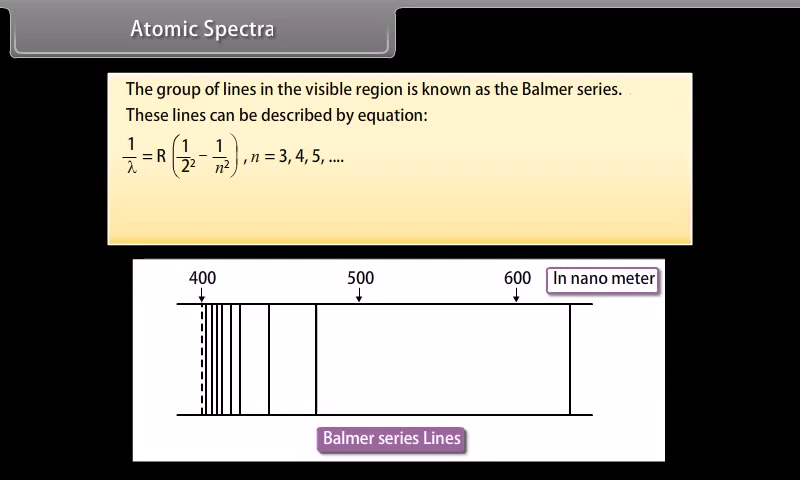 Atomic Spectra
The group of lines in the visible region is known as the Balmer series.
These lines can be described by equation:
1/λ = R (1/2² − 1/n²), n = 3, 4, 5, ....
400 500 600 In nano meter
Balmer series Lines